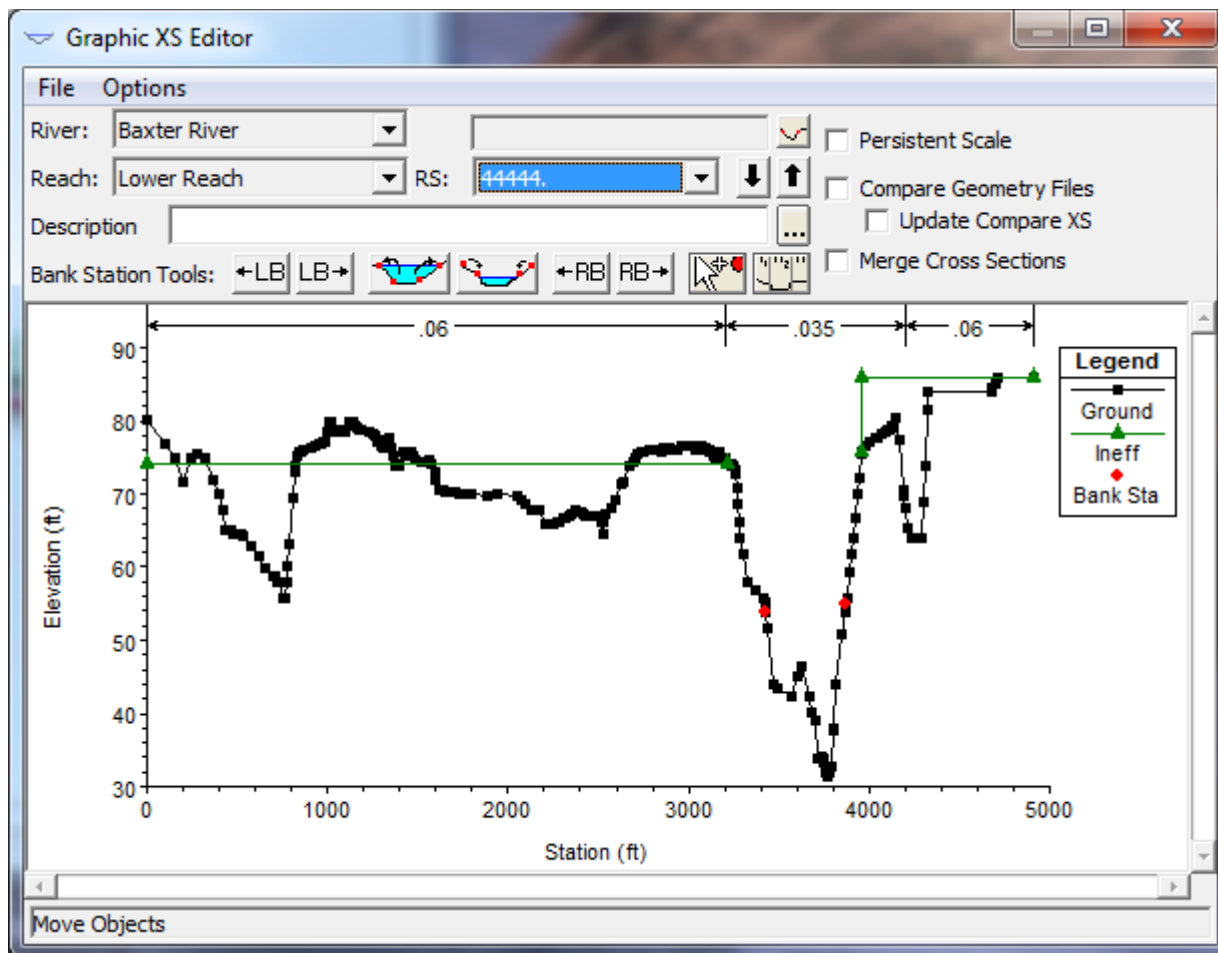 Graphic XS Editor
File Options
River: Baxter River
Persistent Scale
Reach: Lower Reach RS: 44444.
Compare Geometry Files
Update Compare XS
Description ...
Merge Cross Sections
Bank Station Tools: ←LB LB→ ←RB RB→
.06 .035 .06
90
80
70
60
50
40
30
Elevation (ft)
0 1000 2000 3000 4000 5000
Station (ft)
Legend
Ground
Ineff
Bank Sta
Move Objects